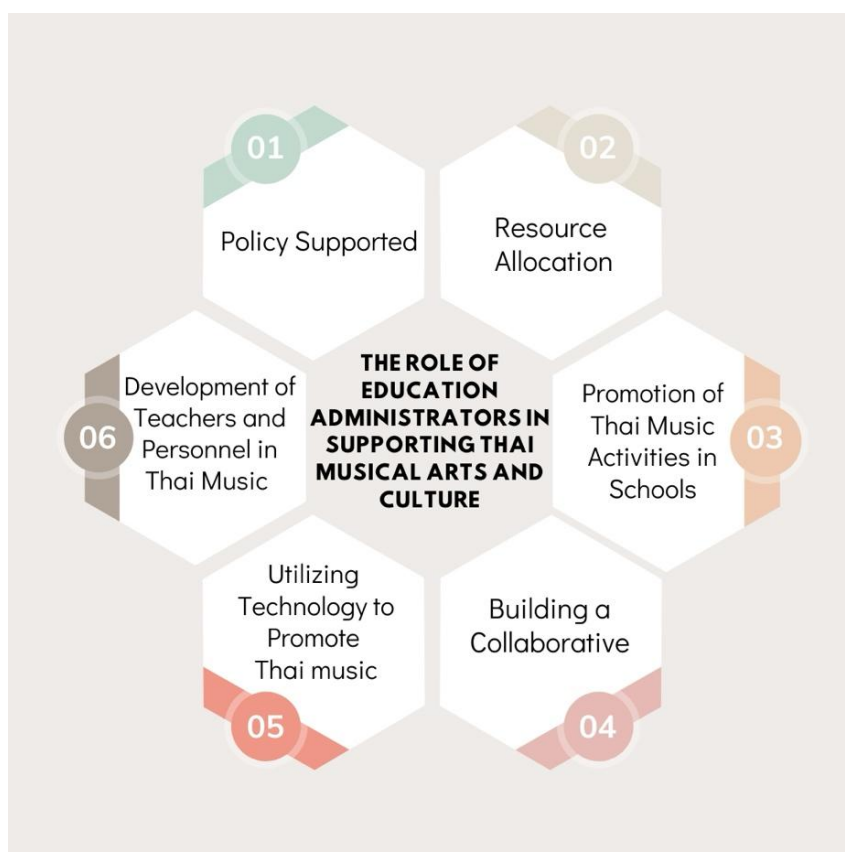 01
Policy Supported
02
Resource
Allocation
THE ROLE OF
EDUCATION
ADMINISTRATORS IN
SUPPORTING THAI
MUSICAL ARTS AND
CULTURE
03
Promotion of
Thai Music
Activities in
Schools
04
Building a
Collaborative
05
Utilizing
Technology to
Promote
Thai music
06
Development of
Teachers and
Personnel in
Thai Music